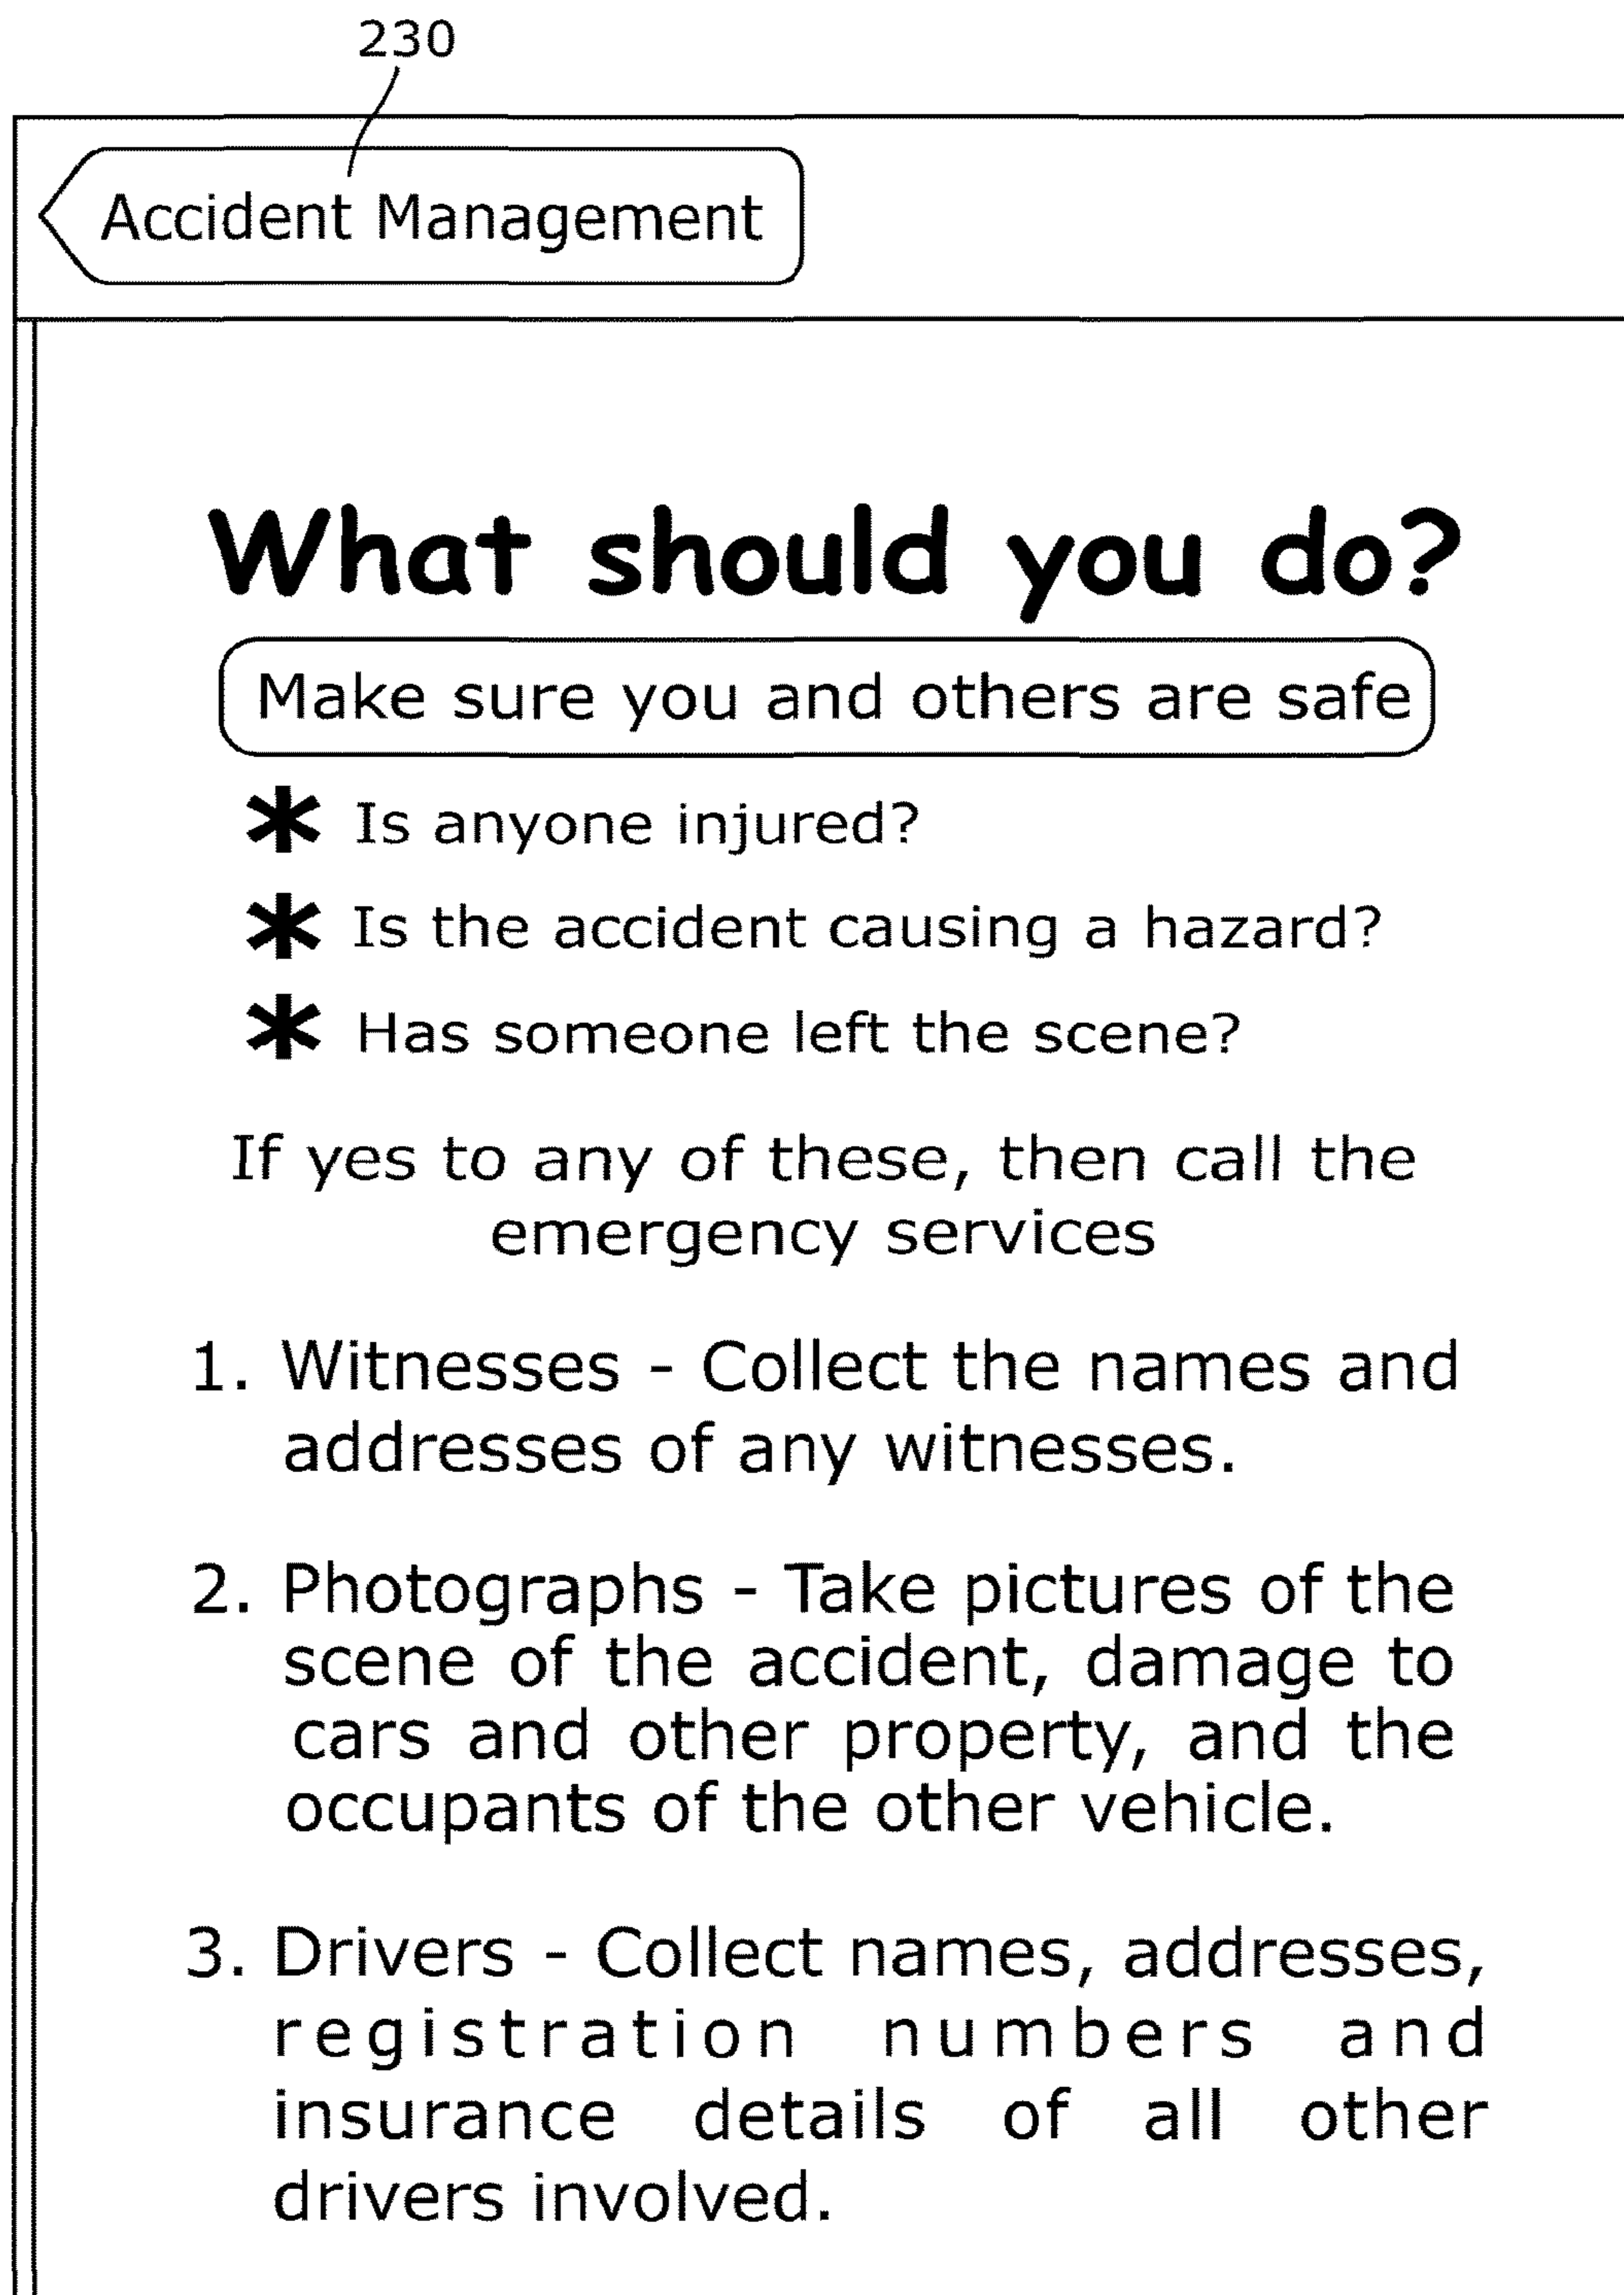 230
Accident Management
What should you do?
Make sure you and others are safe
* Is anyone injured?
* Is the accident causing a hazard?
* Has someone left the scene?
If yes to any of these, then call the
emergency services
1. Witnesses - Collect the names and
addresses of any witnesses.
2. Photographs - Take pictures of the
scene of the accident, damage to
cars and other property, and the
occupants of the other vehicle.
3. Drivers - Collect names, addresses,
registration numbers and
insurance details of all other
drivers involved.